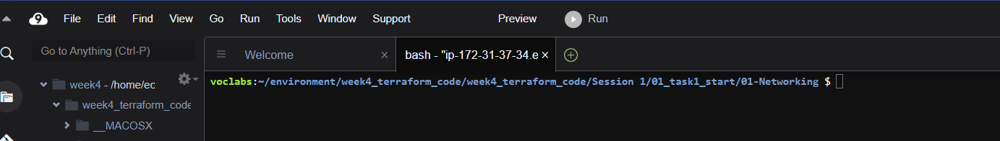 9 File Edit Find View Go Run Tools Window Support Preview Run
Go to Anything (Ctrl-P)
Welcome × bash - "ip-172-31-37-34.e ×
week4 - /home/ec
voclabs:~/environment/week4_terraform_code/week4_terraform_code/Session 1/01_task1_start/01-Networking $
week4_terraform_code
__MACOSX